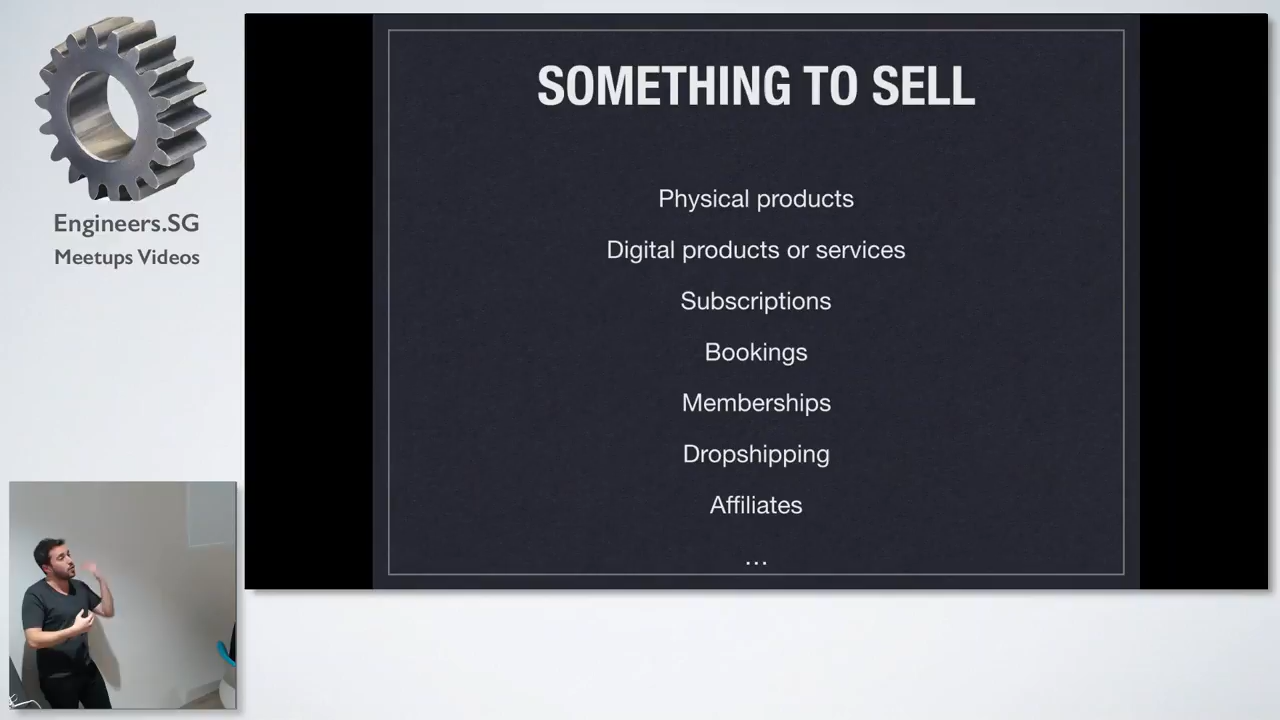 Engineers.SG
Meetups Videos
SOMETHING TO SELL
Physical products
Digital products or services
Subscriptions
Bookings
Memberships
Dropshipping
Affiliates
...